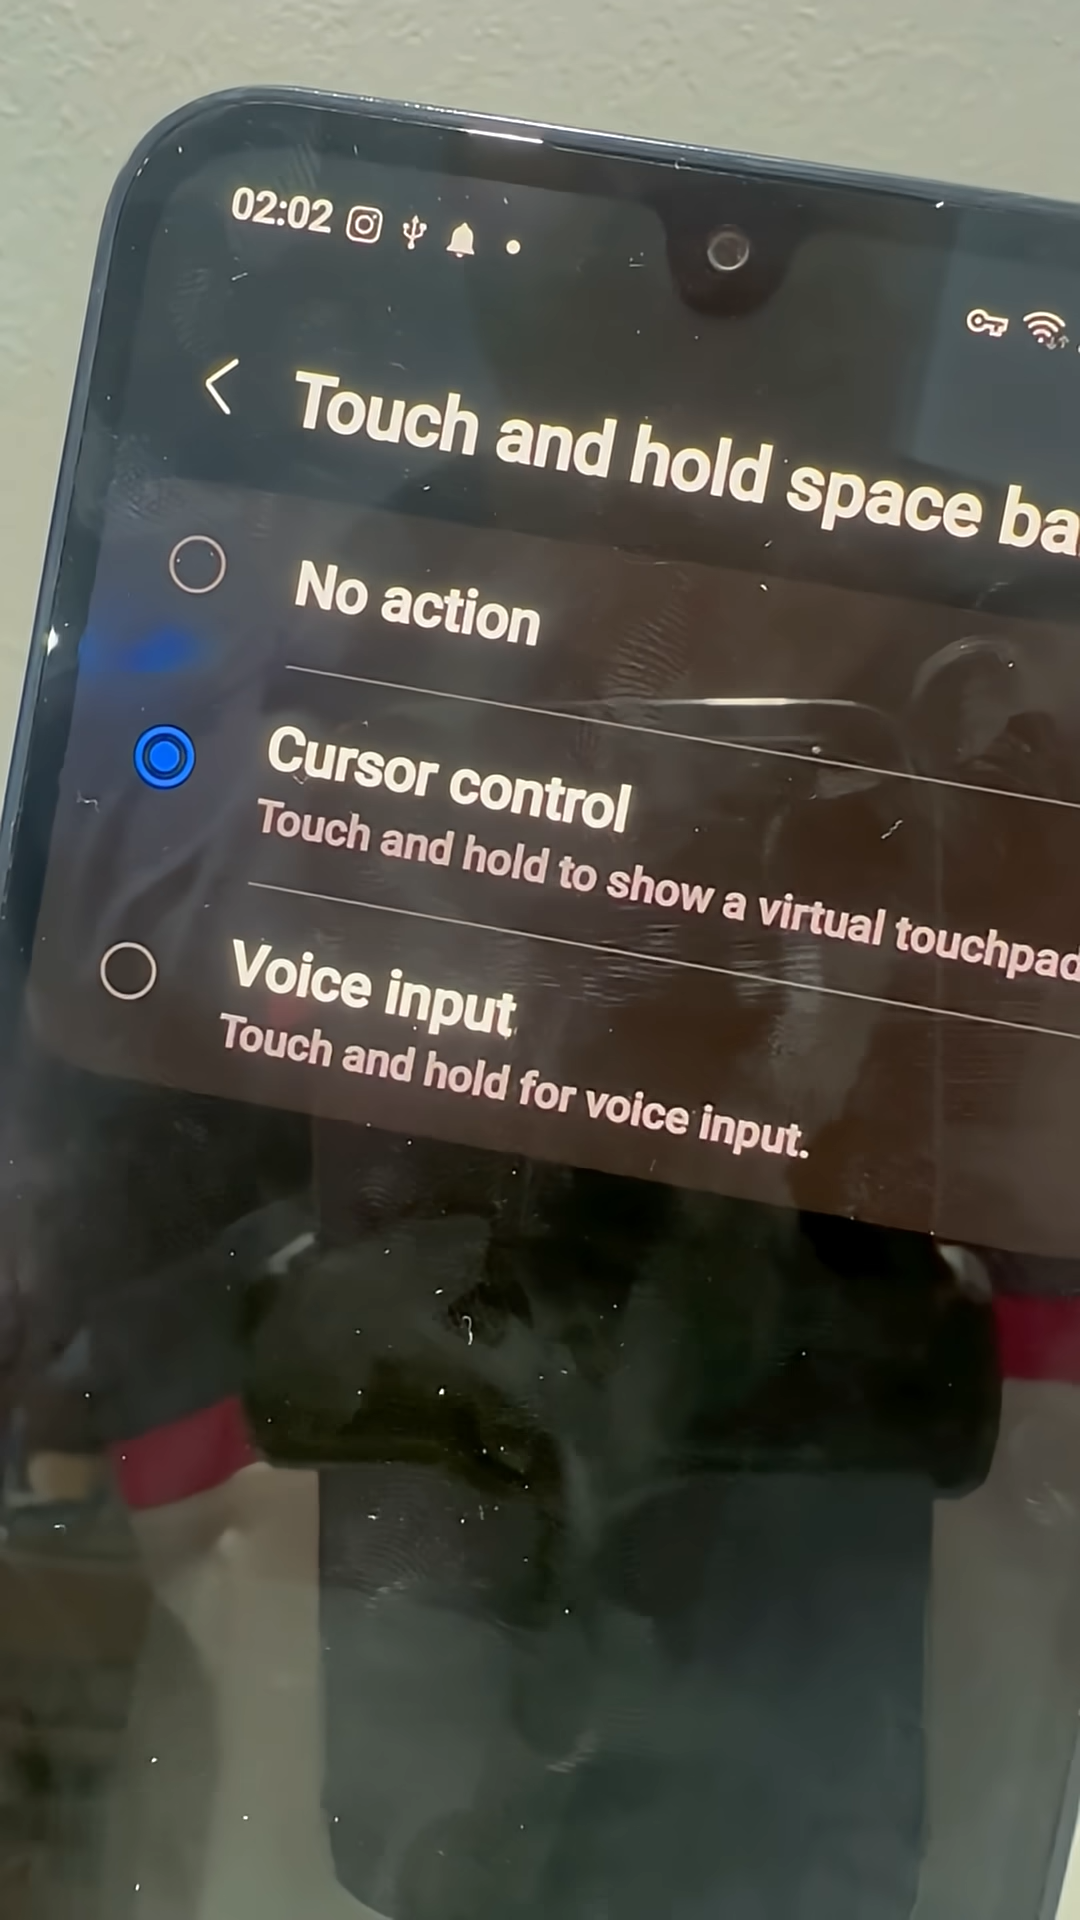 02:02
Touch and hold space
No action
Cursor control
Touch and hold to show a virtual touchpad
Voice input
Touch and hold for voice input.